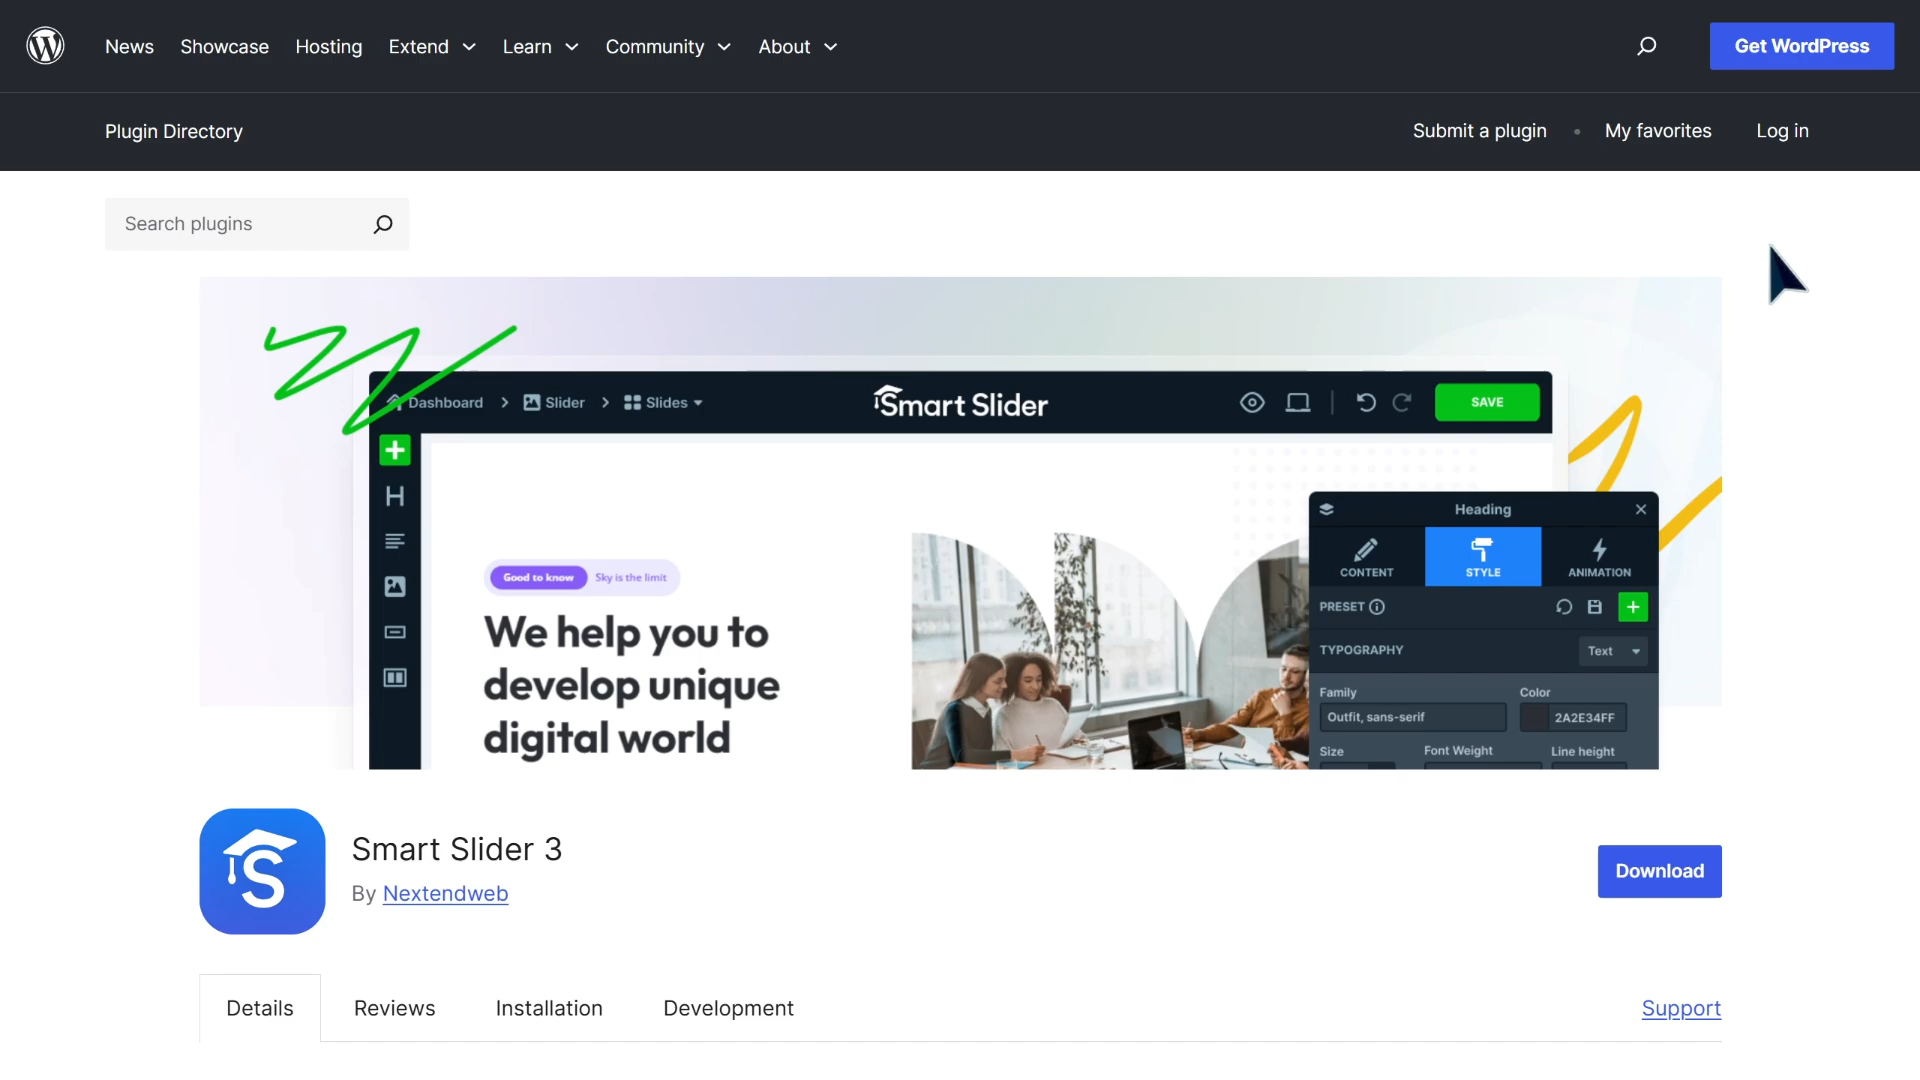 News Showcase Hosting Extend Learn Community About Get WordPress
Plugin Directory Submit a plugin • My favorites Log in
Search plugins
Dashboard > Slider > Slides Smart Slider SAVE
H
Heading
CONTENT STYLE ANIMATION
PRESET
TYPOGRAPHY Text
Family Color
Outfit, sans-serif 2A2E34FF
Size Font Weight Line height
Good to know Sky is the limit
We help you to
develop unique
digital world
Smart Slider 3
By Nextendweb
Download
Details Reviews Installation Development Support